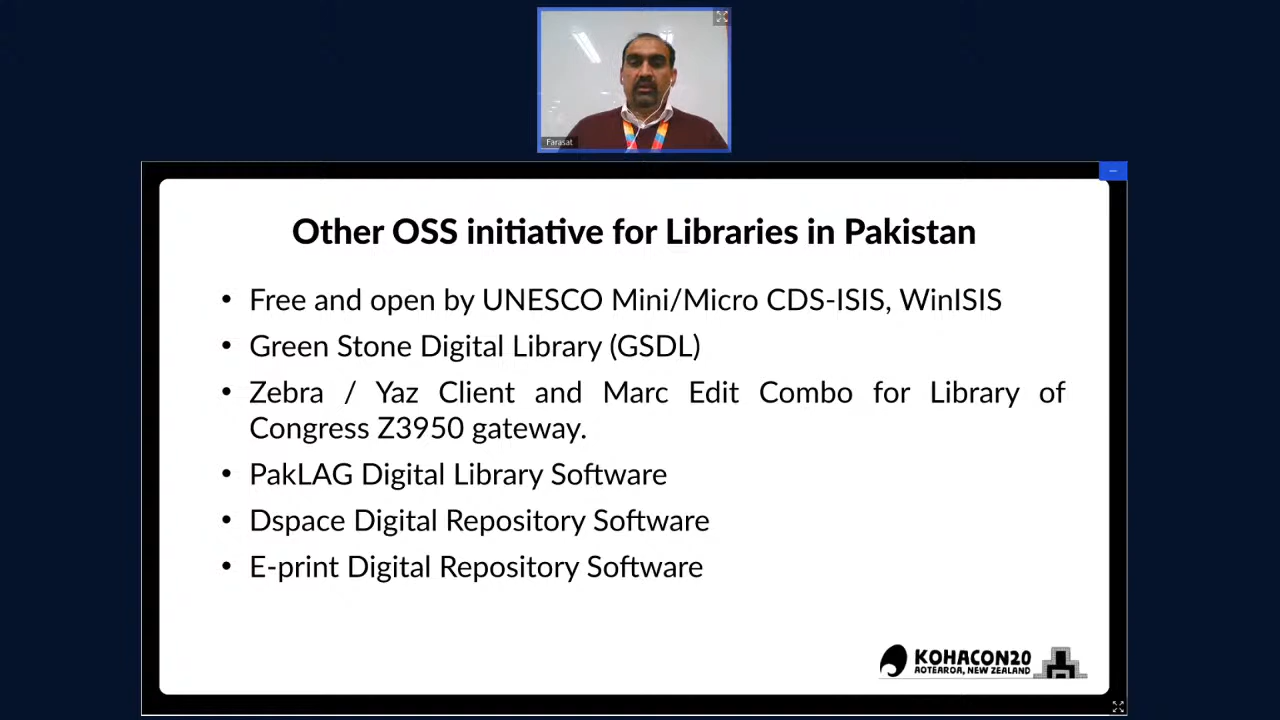 Farasat
Other OSS initiative for Libraries in Pakistan
• Free and open by UNESCO Mini/Micro CDS-ISIS, WinISIS
• Green Stone Digital Library (GSDL)
• Zebra / Yaz Client and Marc Edit Combo for Library of
Congress Z3950 gateway.
• PakLAG Digital Library Software
• Dspace Digital Repository Software
• E-print Digital Repository Software
KOHACON20
AOTEAROA, NEW ZEALAND